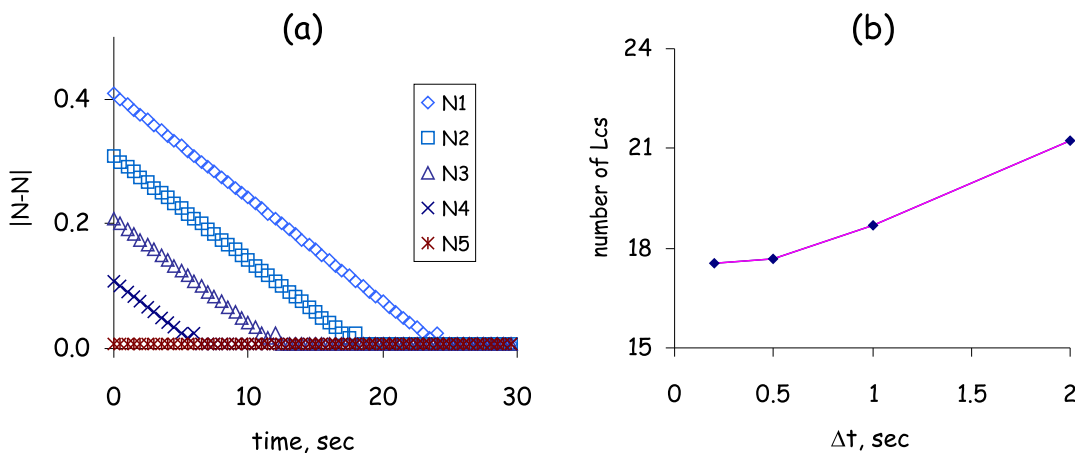 (a)
|N-N|
0.4
0.2
0.0
0
10
20
30
time, sec
N1
N2
N3
N4
N5
(b)
number of Lcs
24
21
18
15
0
0.5
1
1.5
2
Δt, sec